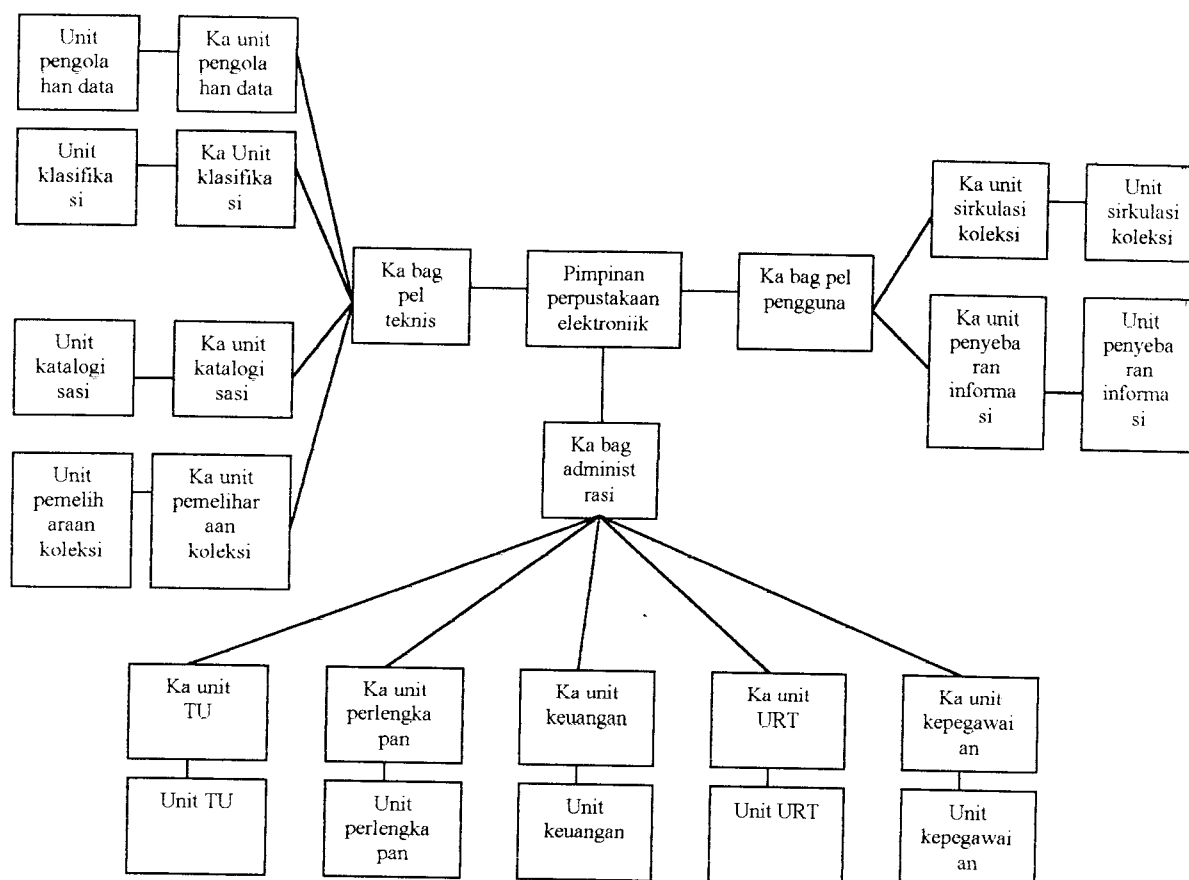 Unit
pengola
han data
Ka unit
pengola
han data
Unit
klasifika
si
Ka Unit
klasifika
si
Unit
katalogi
sasi
Ka unit
katalogi
sasi
Unit
pemelih
araan
koleksi
Ka unit
pemelihar
aan
koleksi
Ka bag
pel
teknis
Pimpinan
perpustakaan
elektroniik
Ka bag pel
pengguna
Ka unit
sirkulasi
koleksi
Unit
sirkulasi
koleksi
Ka unit
penyeba
ran
informa
si
Unit
penyeba
ran
informa
si
Ka bag
administ
rasi
Ka unit
TU
Ka unit
perlengka
pan
Ka unit
keuangan
Ka unit
URT
Ka unit
kepegawai
an
Unit TU
Unit
perlengka
pan
Unit
keuangan
Unit URT
Unit
kepegawai
an